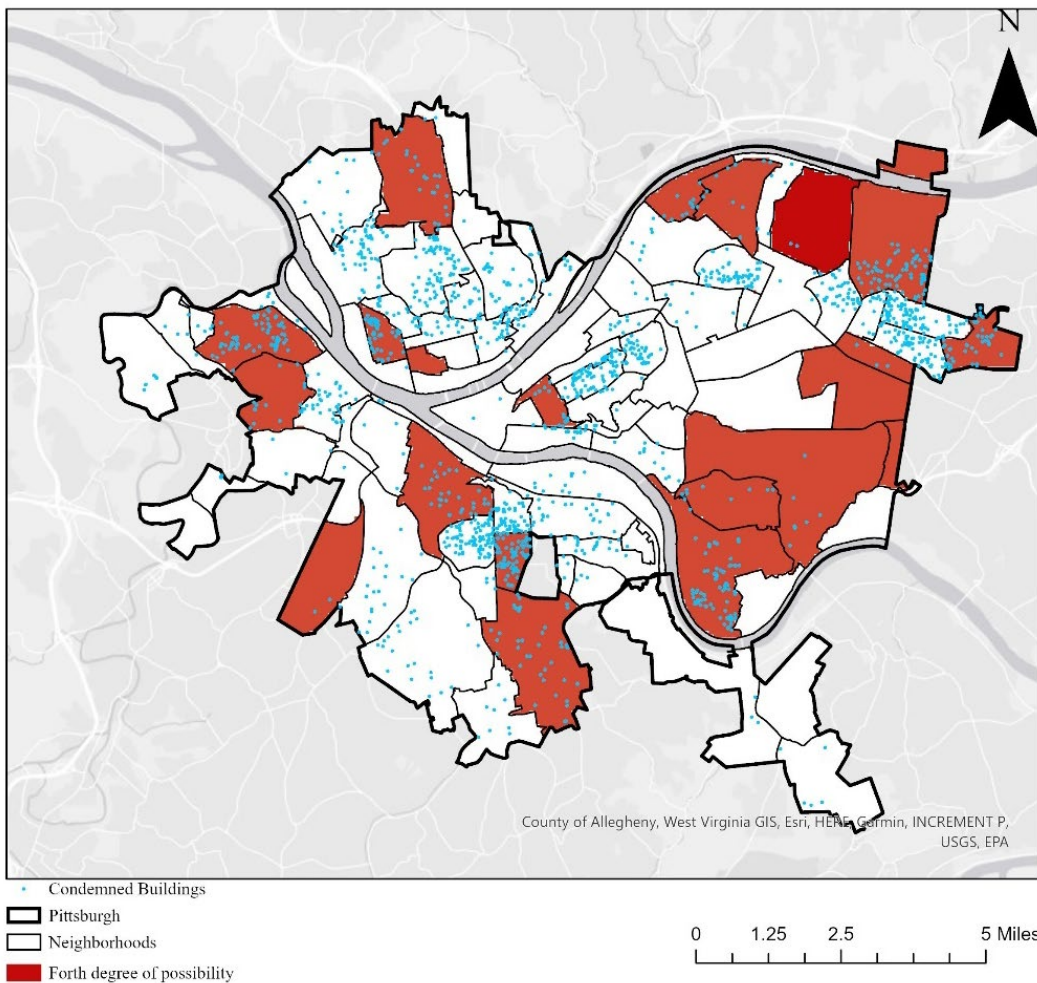 N
County of Allegheny, West Virginia GIS, Esri, HERE, Garmin, INCREMENT P,
USGS, EPA
Condemned Buildings
Pittsburgh
Neighborhoods
Forth degree of possibility
0 1.25 2.5 5 Miles